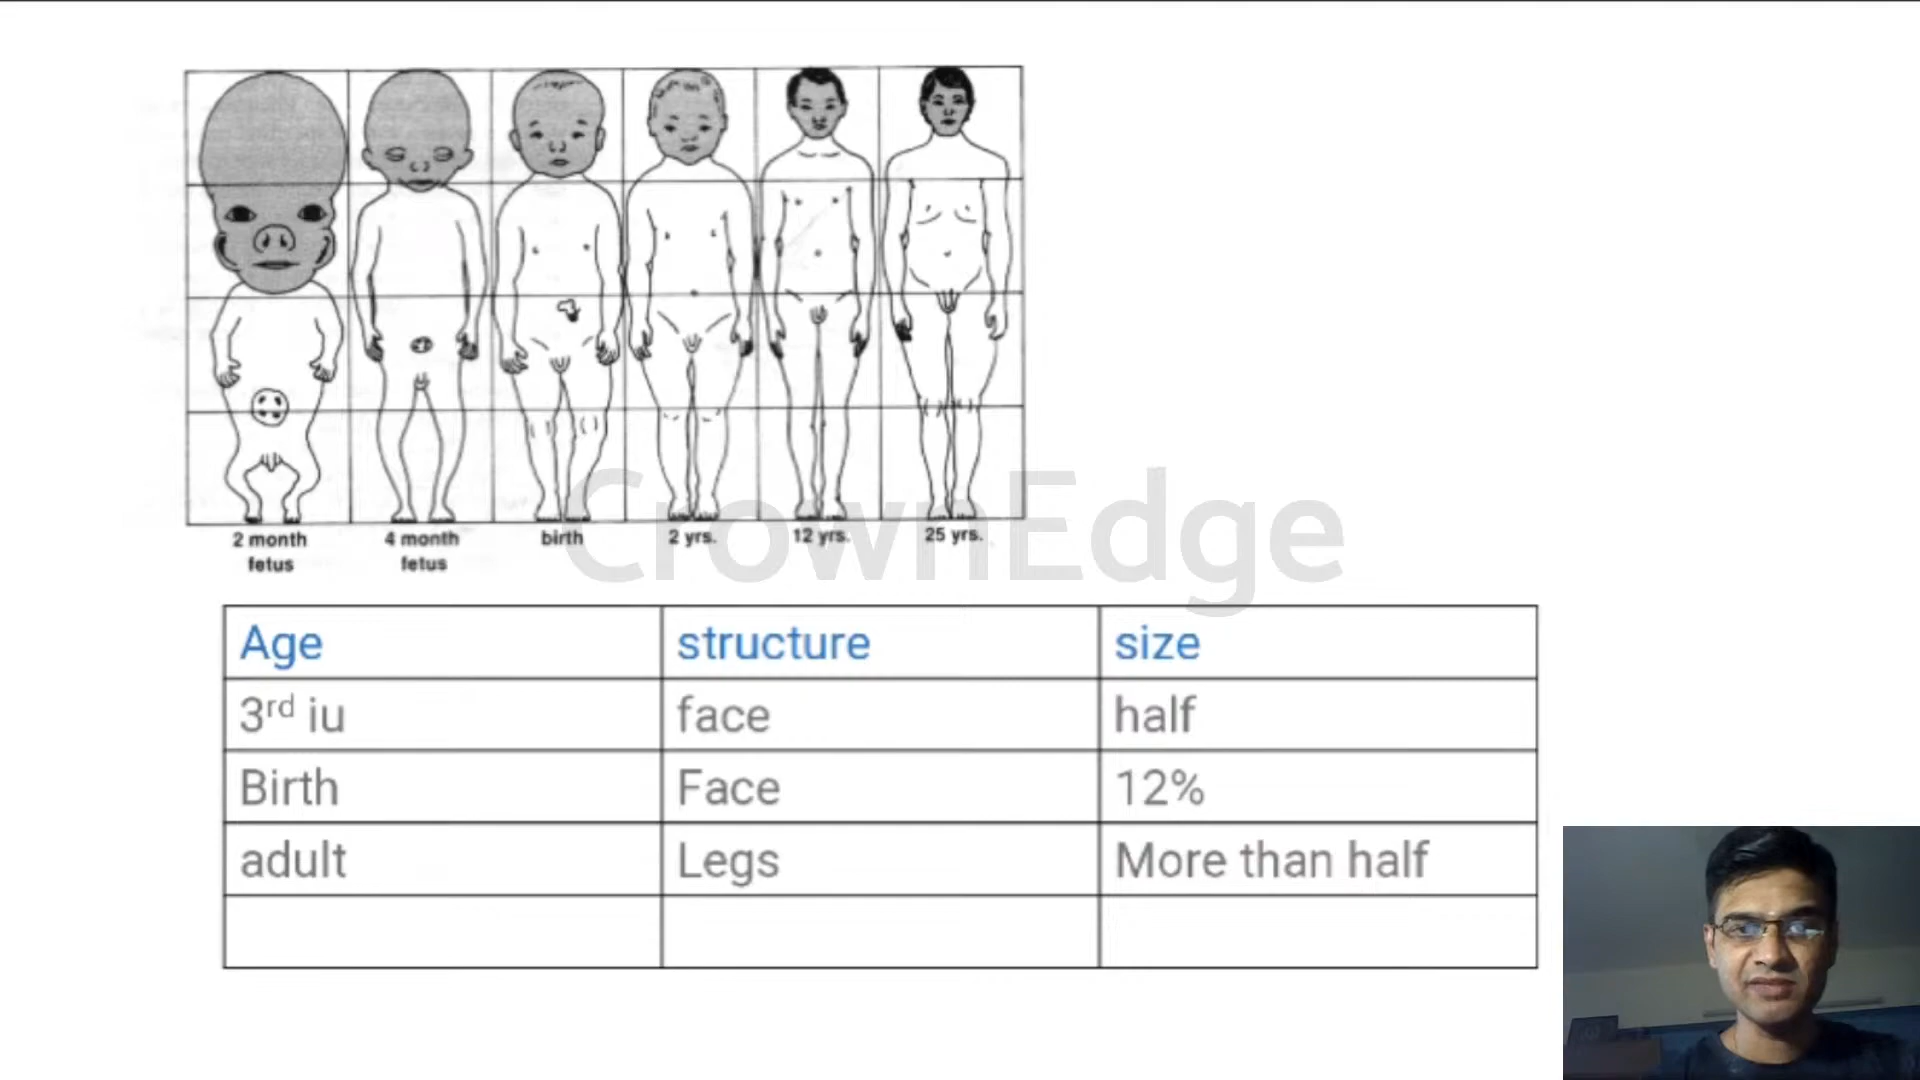 2 month
fetus
4 month
fetus
birth
2 yrs.
12 yrs.
25 yrs.
CrownEdge
Age structure size
3rd iu face half
Birth Face 12%
adult Legs More than half